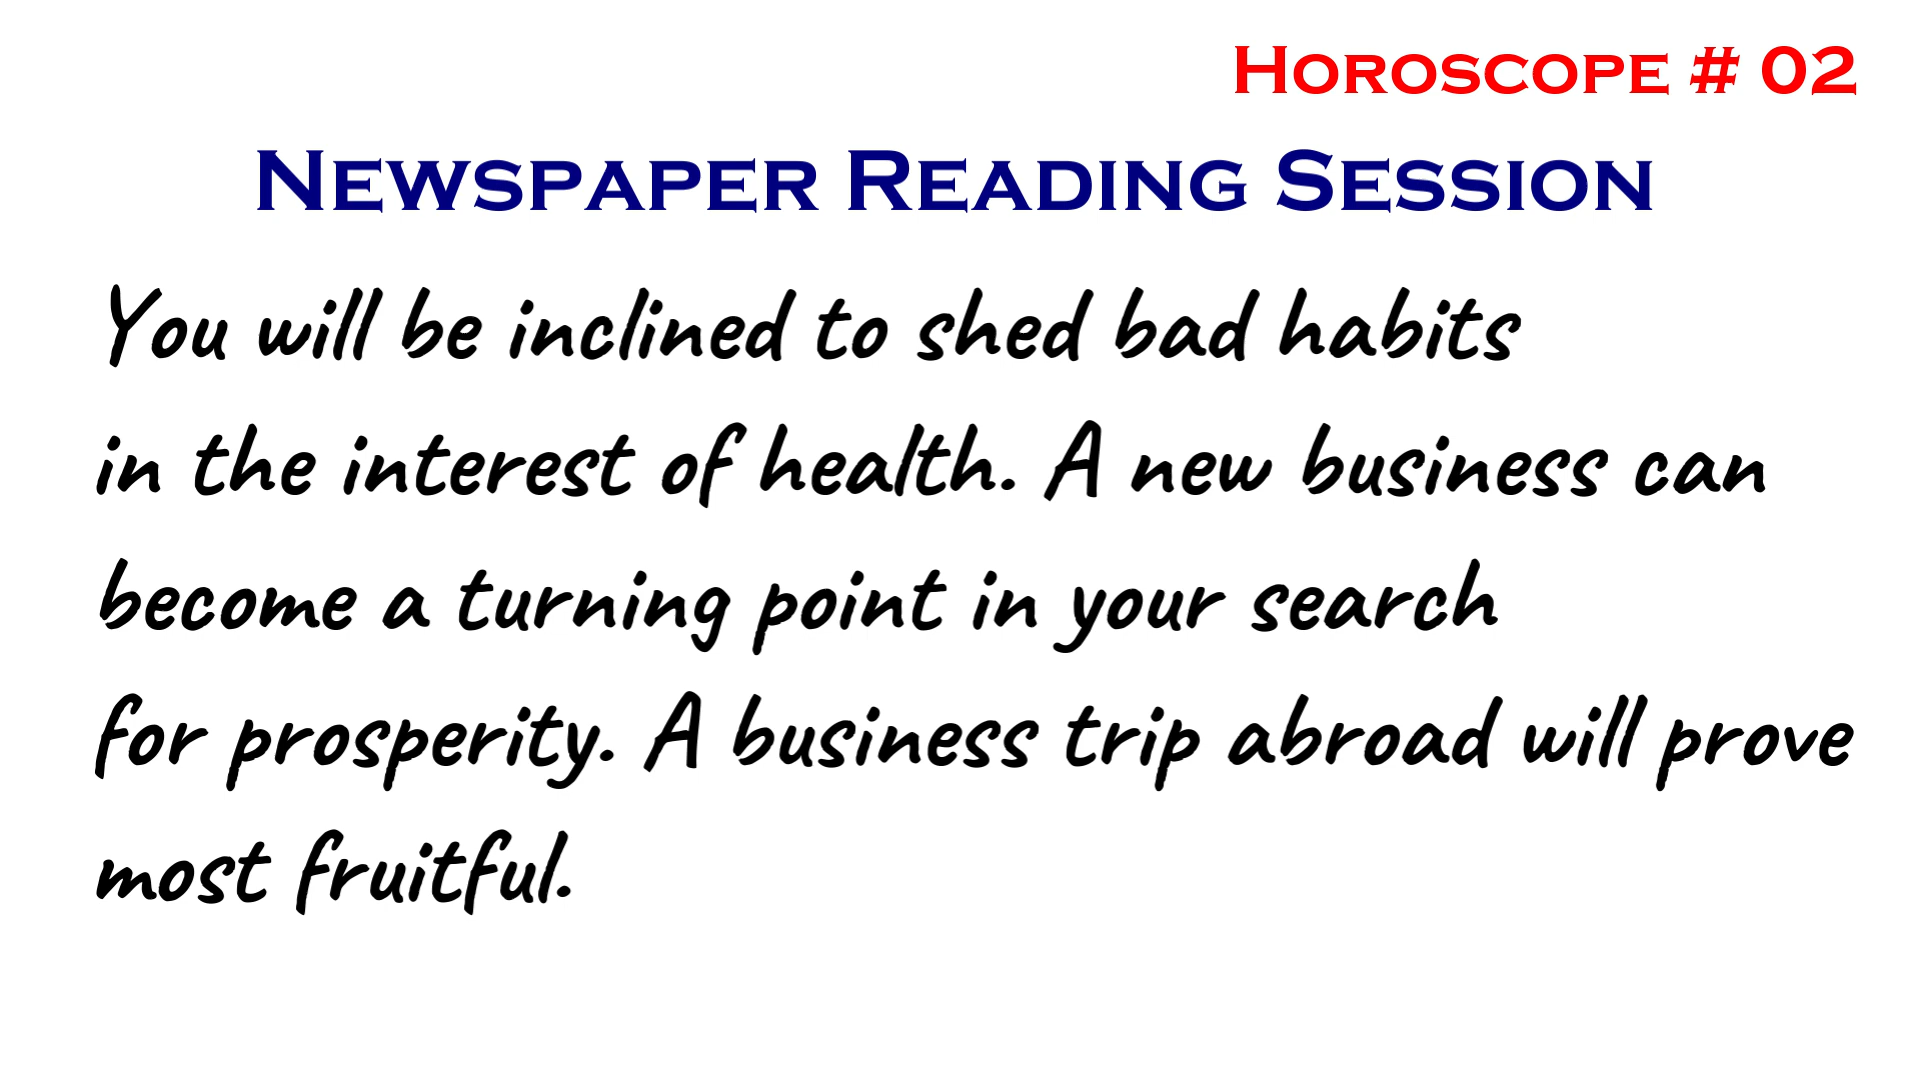 Horoscope # 02
Newspaper Reading Session
You will be inclined to shed bad habits
in the interest of health. A new business can
become a turning point in your search
for prosperity. A business trip abroad will prove
most fruitful.